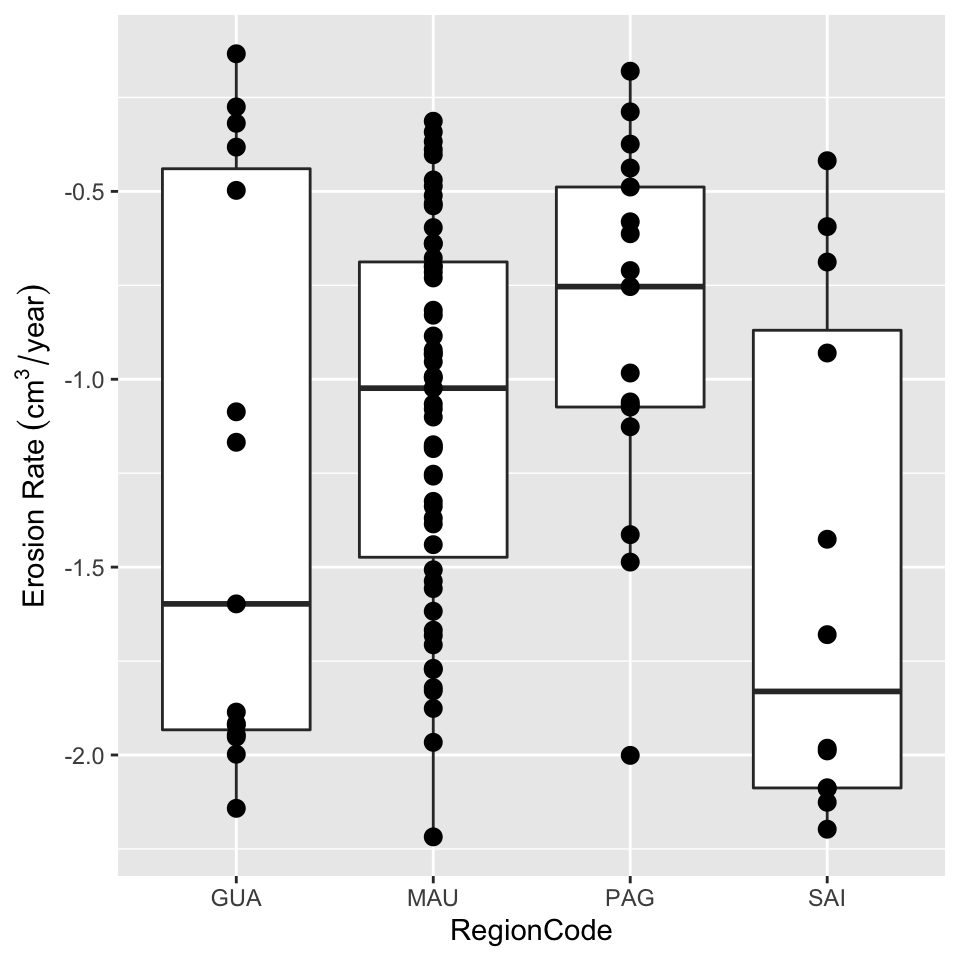 Erosion Rate (cm³/year)
-0.5
-1.0
-1.5
-2.0
GUA MAU PAG SAI
RegionCode